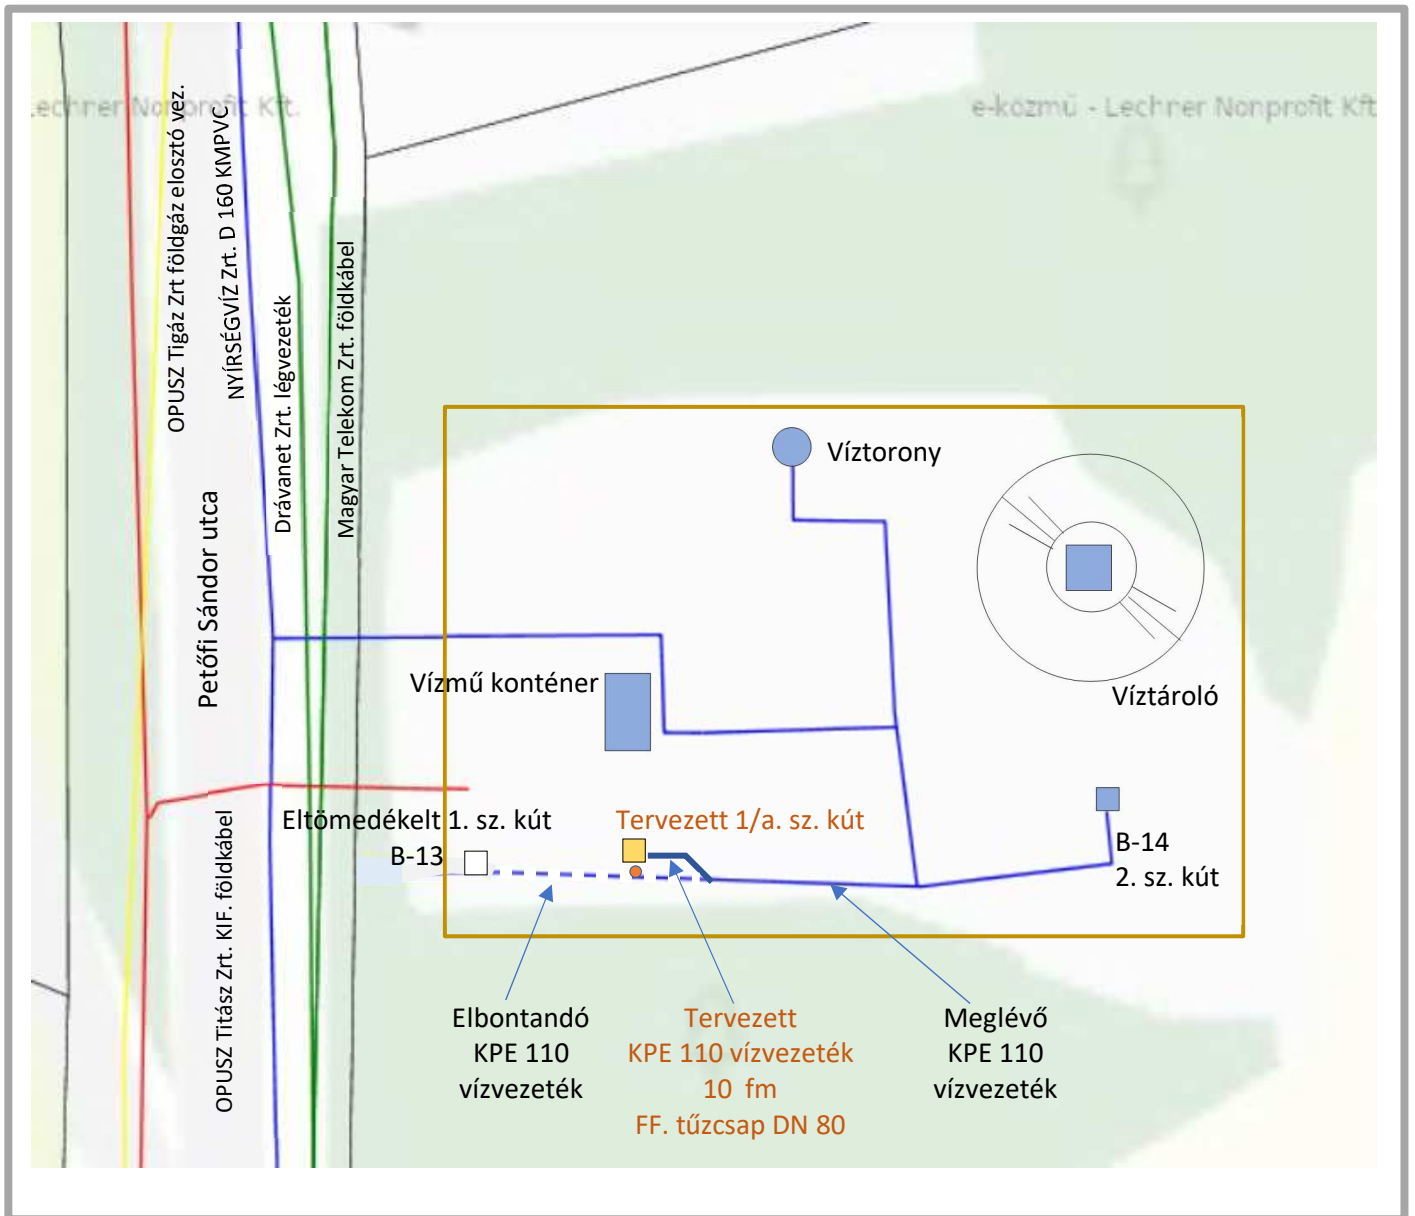 Lechner Nonprofit Kft.
e-közmű - Lechner Nonprofit Kft
OPUSZ Tigáz Zrt földgáz elosztó vez.
NYÍRSÉGVÍZ Zrt. D 160 KMPVC
Drávanet Zrt. légvezeték
Magyar Telekom Zrt. földkábel
Petőfi Sándor utca
OPUSZ Titász Zrt. KIF. földkábel
Víztorony
Víztároló
Vízmű konténer
Eltömedékelt 1. sz. kút
B-13
Tervezett 1/a. sz. kút
B-14
2. sz. kút
Elbontandó
KPE 110
vízvezeték
Tervezett
KPE 110 vízvezeték
10 fm
FF. tűzcsap DN 80
Meglévő
KPE 110
vízvezeték